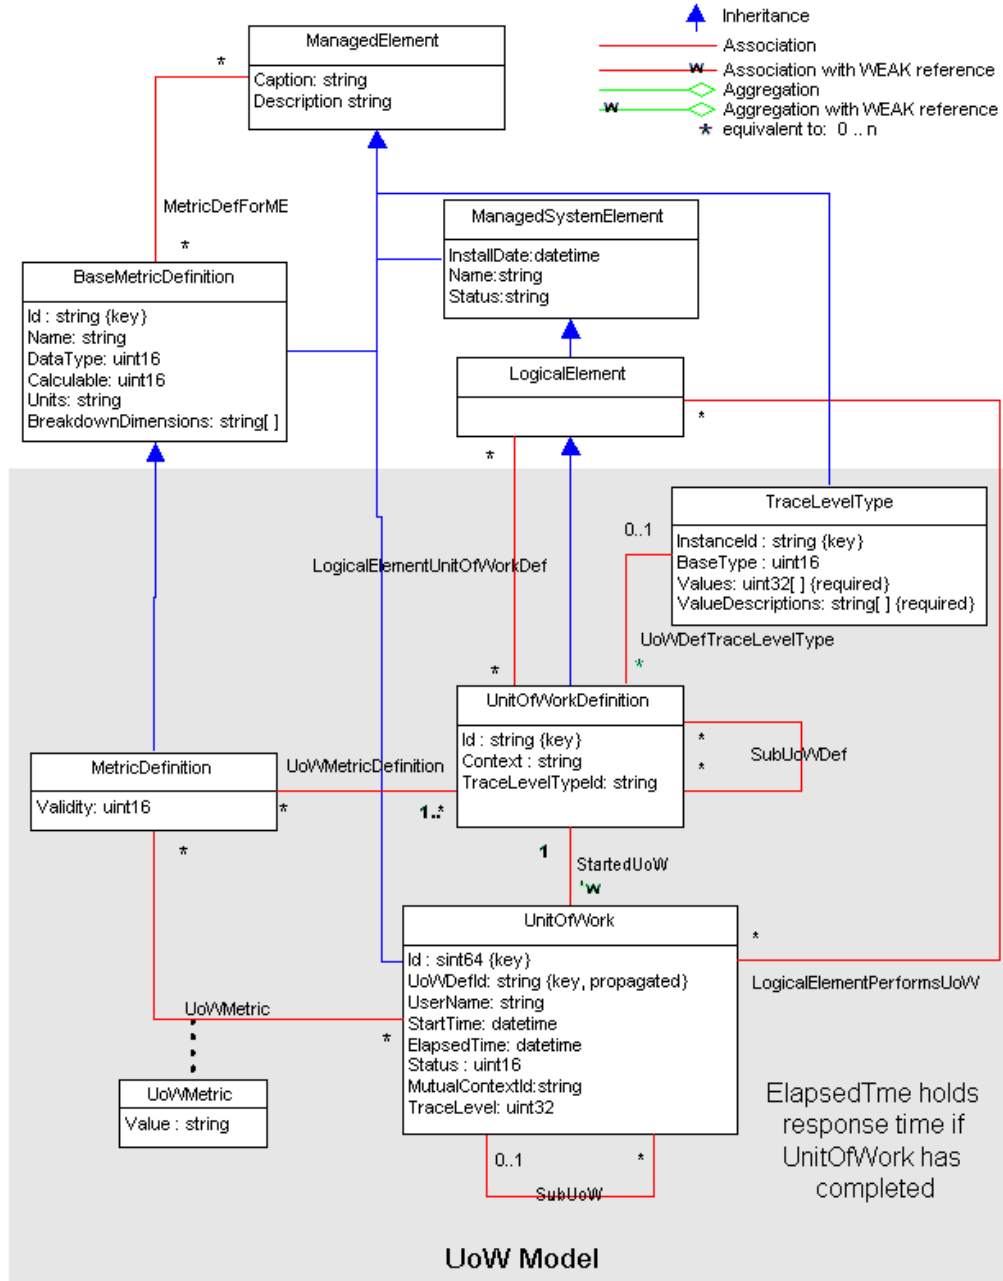 Inheritance
Association
W Association with WEAK reference
Aggregation
W Aggregation with WEAK reference
* equivalent to: 0 .. n
ManagedElement
Caption: string
Description string
*
MetricDefForME
*
ManagedSystemElement
InstallDate:datetime
Name:string
Status:string
BaseMetricDefinition
Id : string {key}
Name: string
DataType: uint16
Calculable: uint16
Units: string
BreakdownDimensions: string[ ]
LogicalElement
*
*
TraceLevelType
InstanceId : string {key}
BaseType : uint16
Values: uint32[ ] {required}
ValueDescriptions: string[ ] {required}
0..1
LogicalElementUnitOfWorkDef
UoWDefTraceLevelType
*
*
UnitOfWorkDefinition
Id : string {key}
Context : string
TraceLevelTypeId: string
*
*
SubUoWDef
MetricDefinition
Validity: uint16
UoWMetricDefinition
*
1..*
*
1
StartedUoW
'w
UnitOfWork
Id : sint64 {key}
UoWDefId: string {key, propagated}
UserName: string
StartTime: datetime
ElapsedTime: datetime
Status : uint16
MutualContextId:string
TraceLevel: uint32
*
LogicalElementPerformsUoW
UoWMetric
*
UoWMetric
Value : string
0..1
*
SubUoW
ElapsedTme holds
response time if
UnitOfWork has
completed
UoW Model